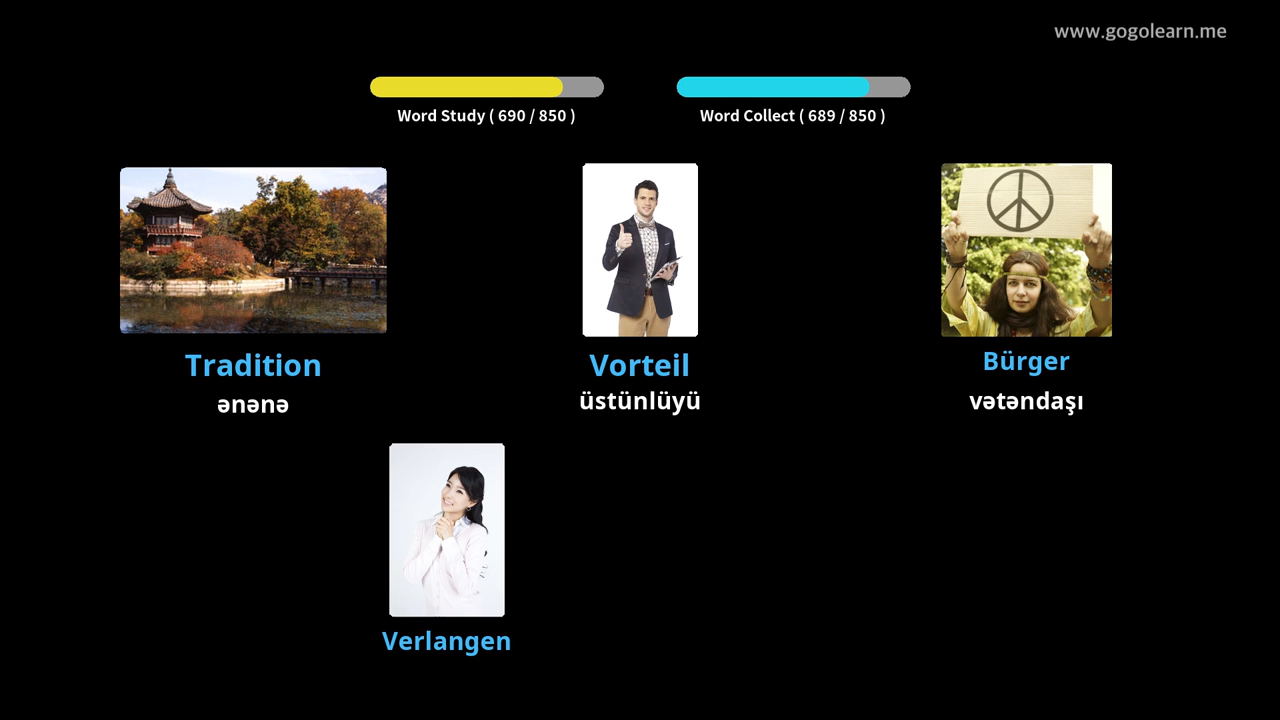 www.gogolearn.me
Word Study ( 690 / 850 )
Word Collect ( 689 / 850 )
Tradition
ənənə
Vorteil
üstünlüyü
Bürger
vətəndaşı
Verlangen